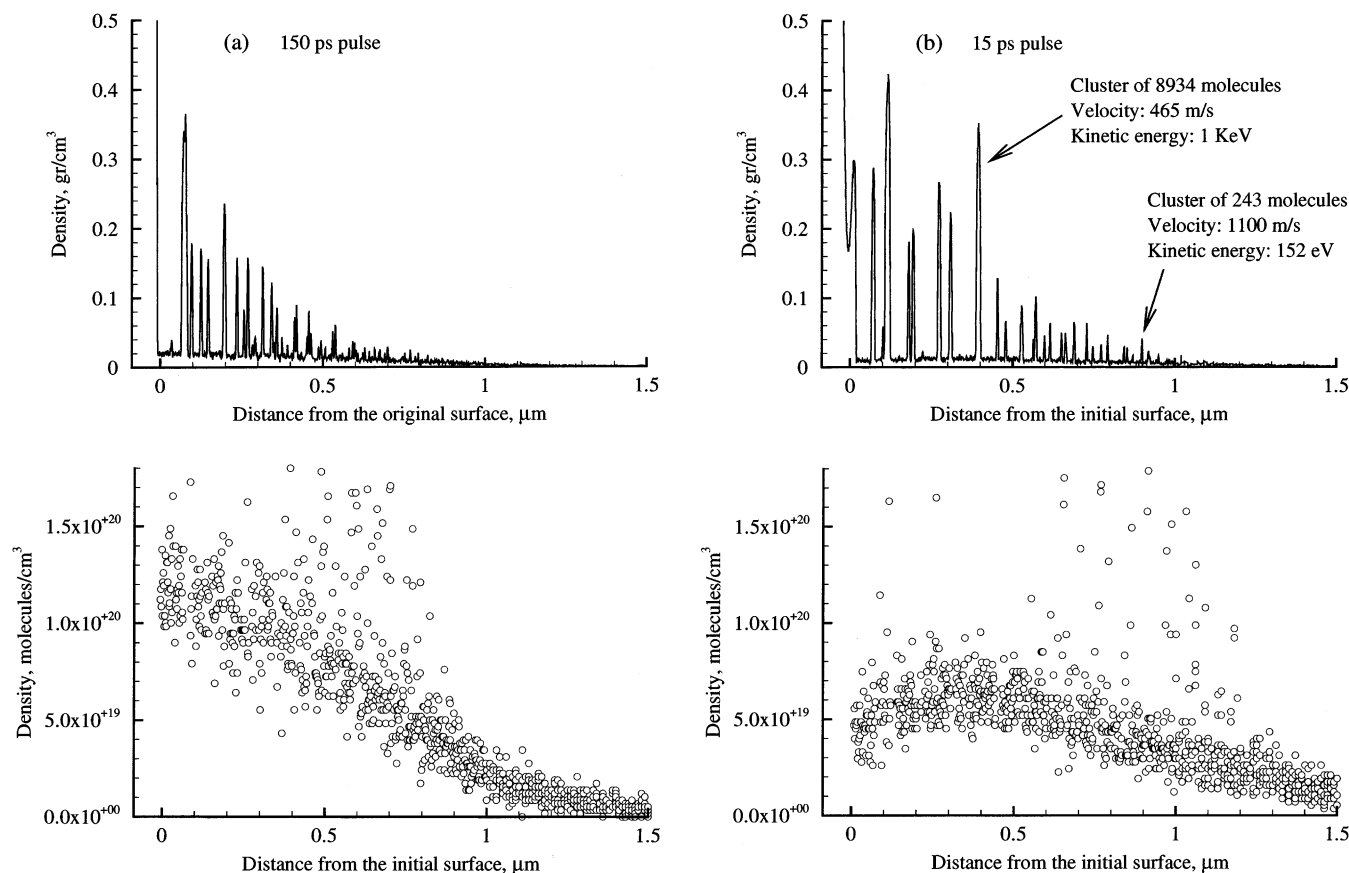 (a) 150 ps pulse
0.5
0.4
0.3
0.2
0.1
0
Density, gr/cm³
0 0.5 1 1.5
Distance from the original surface, μm
(b) 15 ps pulse
0.5
0.4
0.3
0.2
0.1
0
Density, gr/cm³
Cluster of 8934 molecules
Velocity: 465 m/s
Kinetic energy: 1 KeV
Cluster of 243 molecules
Velocity: 1100 m/s
Kinetic energy: 152 eV
0 0.5 1 1.5
Distance from the initial surface, μm
1.5x10⁺²⁰
1.0x10⁺²⁰
5.0x10⁺¹⁹
0.0x10⁺⁰⁰
Density, molecules/cm³
0 0.5 1 1.5
Distance from the initial surface, μm
1.5x10⁺²⁰
1.0x10⁺²⁰
5.0x10⁺¹⁹
0.0x10⁺⁰⁰
Density, molecules/cm³
0 0.5 1 1.5
Distance from the initial surface, μm